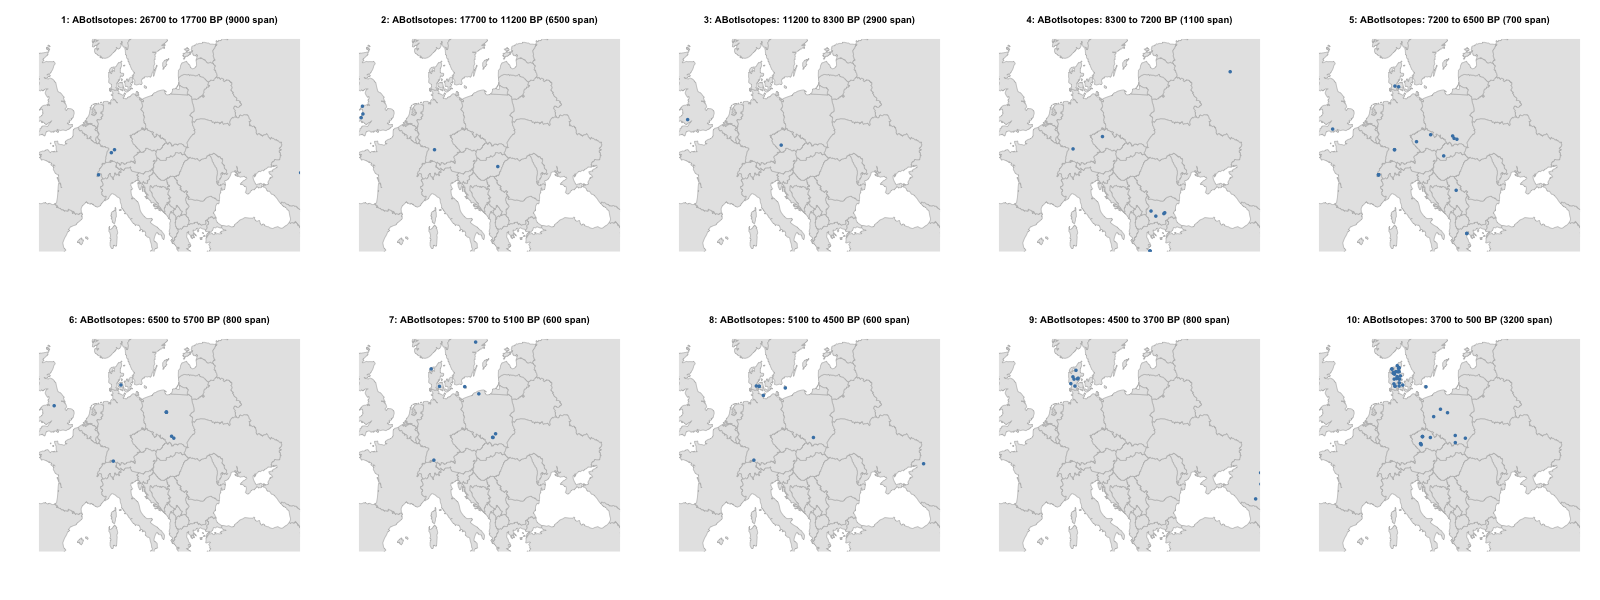 1: ABotIsotopes: 26700 to 17700 BP (9000 span)
2: ABotIsotopes: 17700 to 11200 BP (6500 span)
3: ABotIsotopes: 11200 to 8300 BP (2900 span)
4: ABotIsotopes: 8300 to 7200 BP (1100 span)
5: ABotIsotopes: 7200 to 6500 BP (700 span)
6: ABotIsotopes: 6500 to 5700 BP (800 span)
7: ABotIsotopes: 5700 to 5100 BP (600 span)
8: ABotIsotopes: 5100 to 4500 BP (600 span)
9: ABotIsotopes: 4500 to 3700 BP (800 span)
10: ABotIsotopes: 3700 to 500 BP (3200 span)